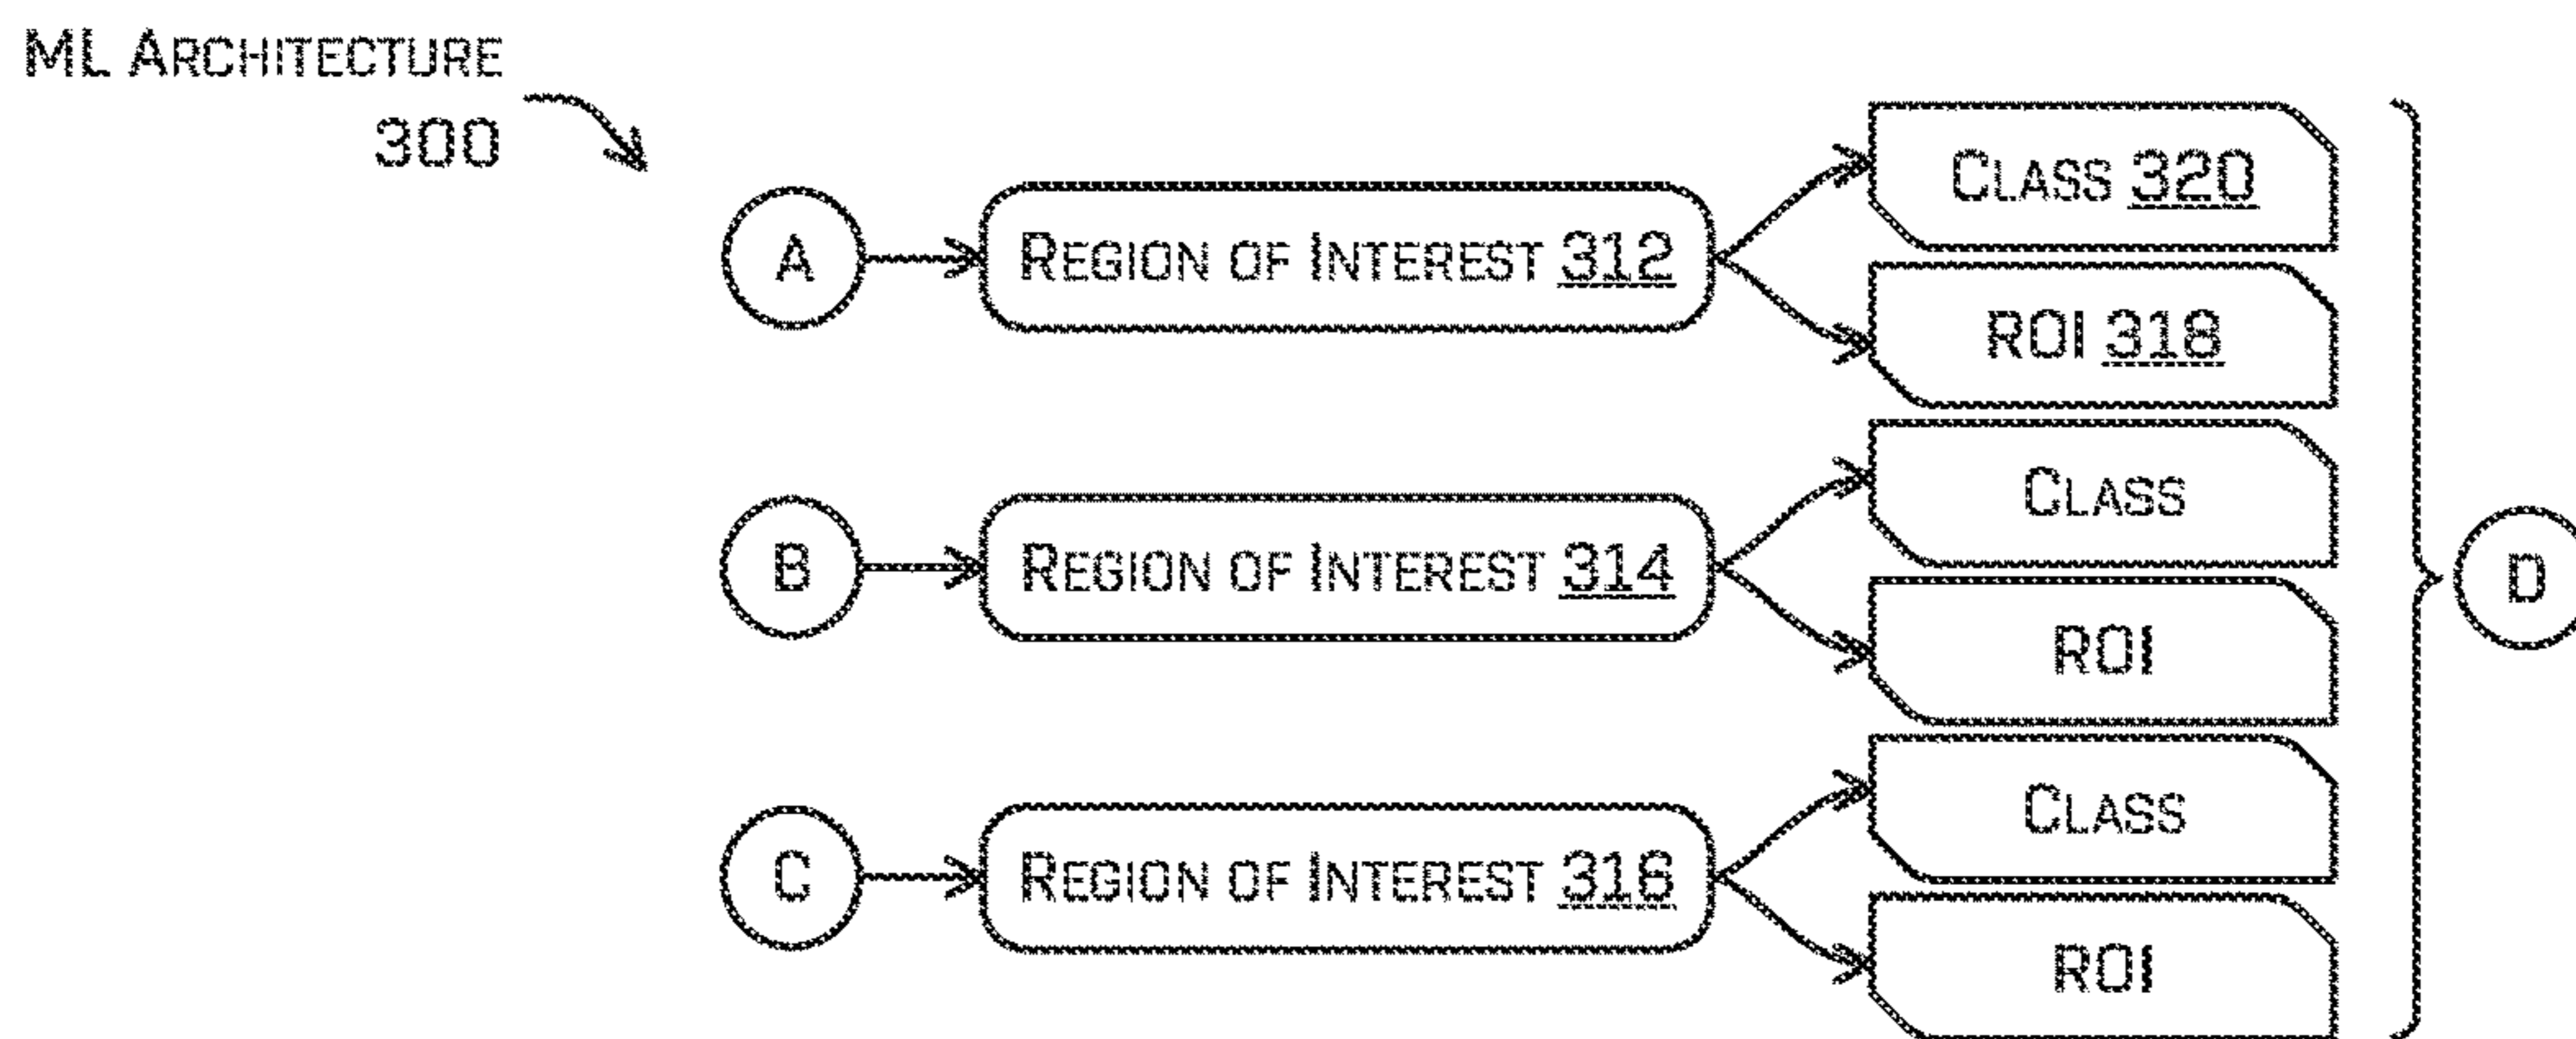 ML ARCHITECTURE
300
A
REGION OF INTEREST 312
CLASS 320
ROI 318
B
REGION OF INTEREST 314
CLASS
ROI
C
REGION OF INTEREST 316
CLASS
ROI
D